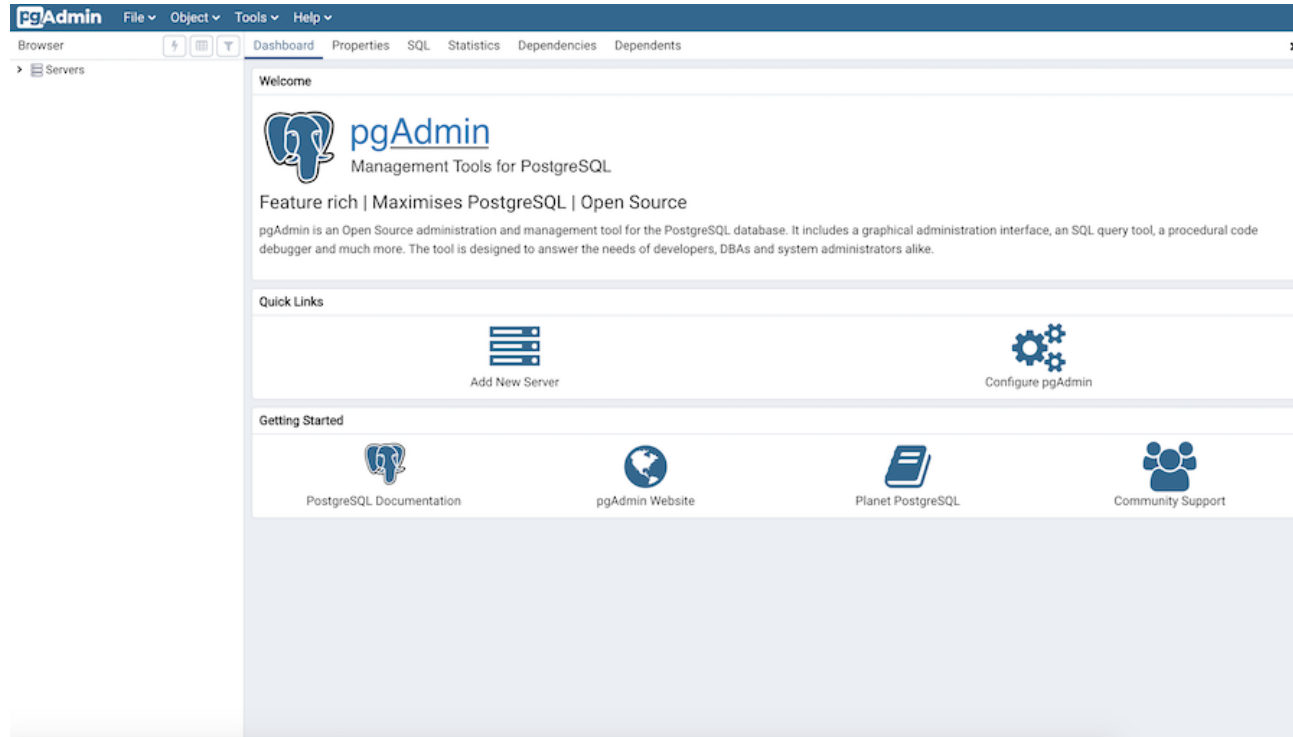 pgAdmin File Object Tools Help
Browser Dashboard Properties SQL Statistics Dependencies Dependents
Servers
Welcome
pgAdmin
Management Tools for PostgreSQL
Feature rich | Maximises PostgreSQL | Open Source
pgAdmin is an Open Source administration and management tool for the PostgreSQL database. It includes a graphical administration interface, an SQL query tool, a procedural code
debugger and much more. The tool is designed to answer the needs of developers, DBAs and system administrators alike.
Quick Links
Add New Server Configure pgAdmin
Getting Started
PostgreSQL Documentation pgAdmin Website Planet PostgreSQL Community Support